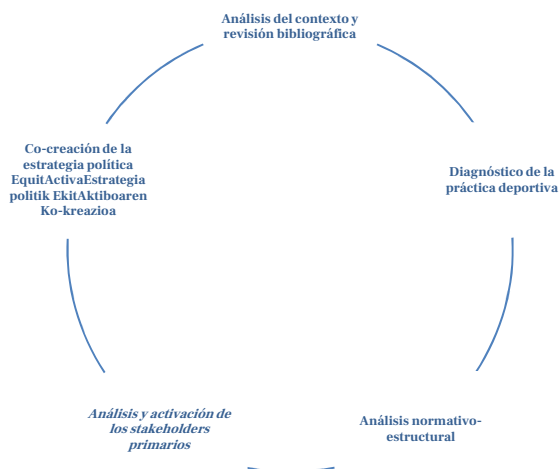 Análisis del contexto y
revisión bibliográfica
Diagnóstico de la
práctica deportiva
Análisis normativo-
estructural
Análisis y activación de
los stakeholders
primarios
Co-creación de la
estrategia política
EquitActivaEstrategia
politik EkitAktiboaren
Ko-kreazioa